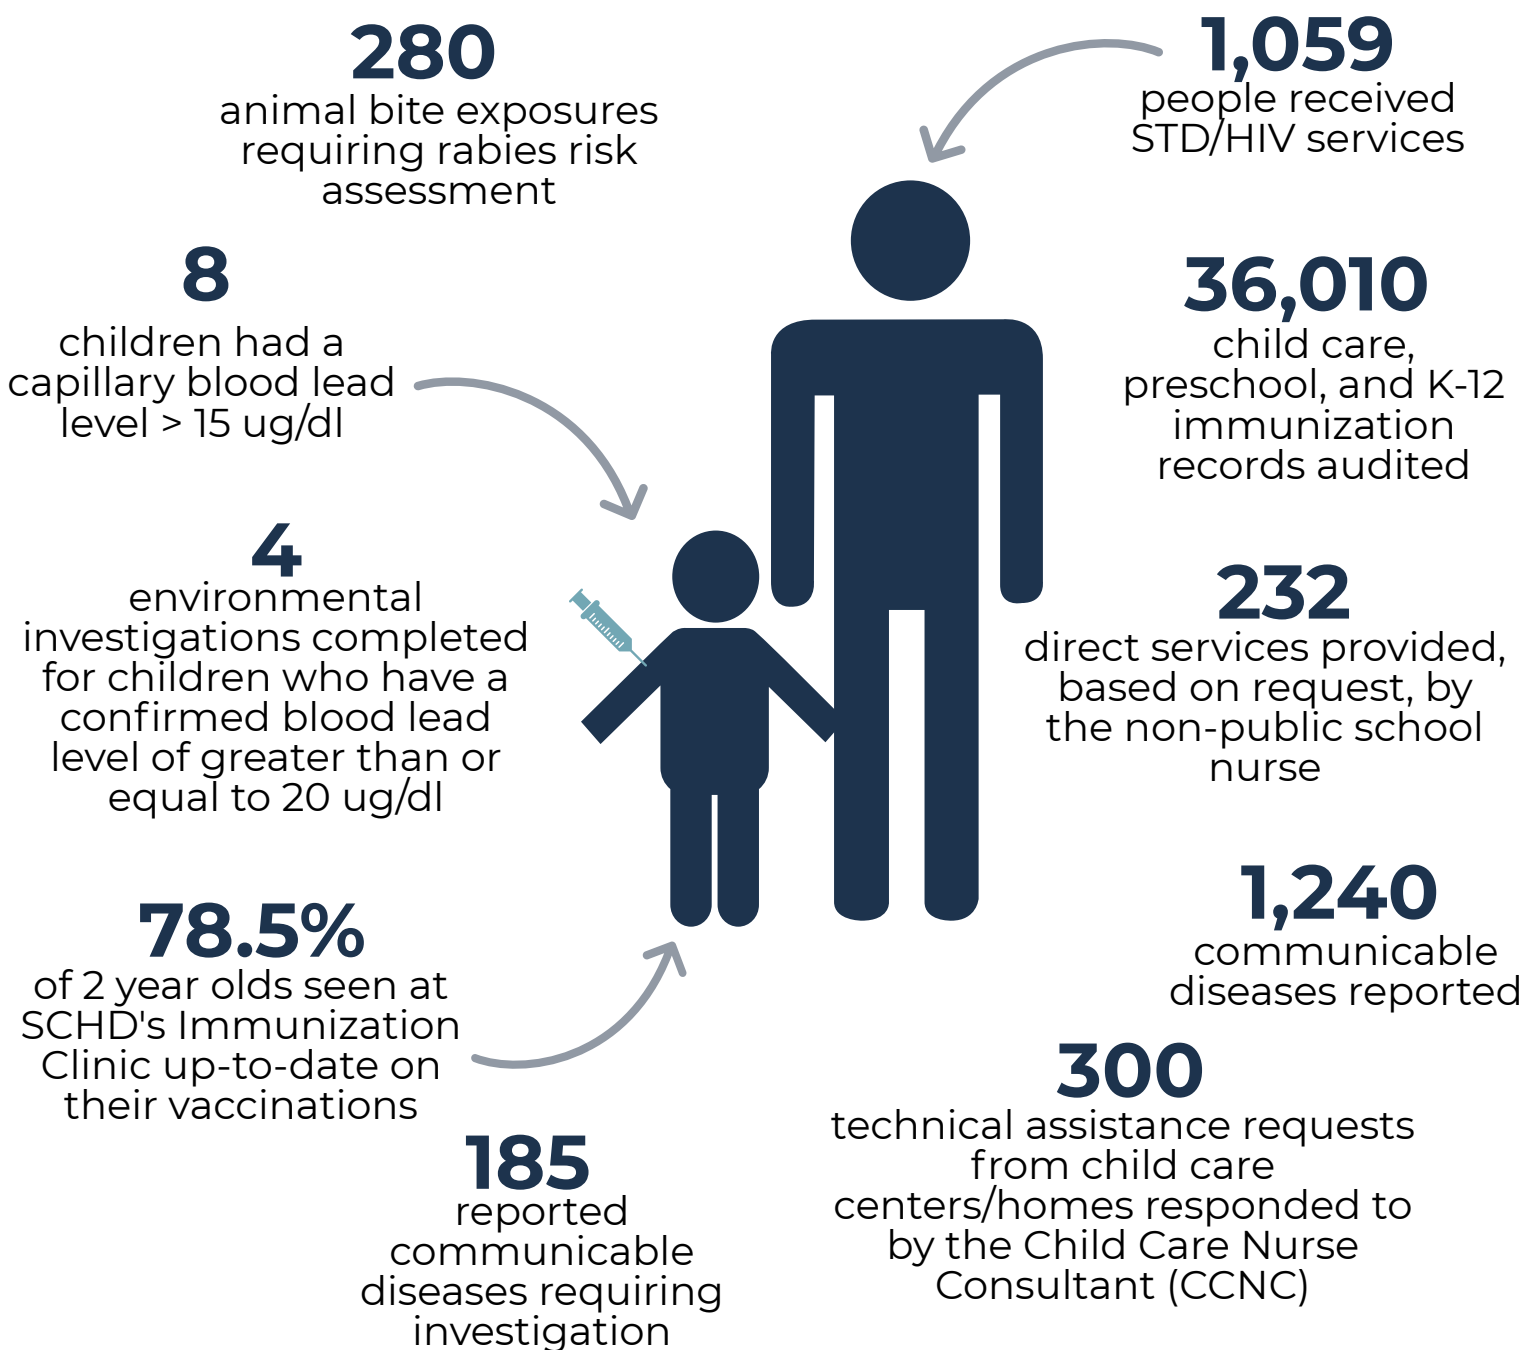 280
animal bite exposures
requiring rabies risk
assessment
1,059
people received
STD/HIV services
8
children had a
capillary blood lead
level > 15 ug/dl
36,010
child care,
preschool, and K-12
immunization
records audited
4
environmental
investigations completed
for children who have a
confirmed blood lead
level of greater than or
equal to 20 ug/dl
232
direct services provided,
based on request, by
the non-public school
nurse
78.5%
of 2 year olds seen at
SCHD's Immunization
Clinic up-to-date on
their vaccinations
1,240
communicable
diseases reported
185
reported
communicable
diseases requiring
investigation
300
technical assistance requests
from child care
centers/homes responded to
by the Child Care Nurse
Consultant (CCNC)